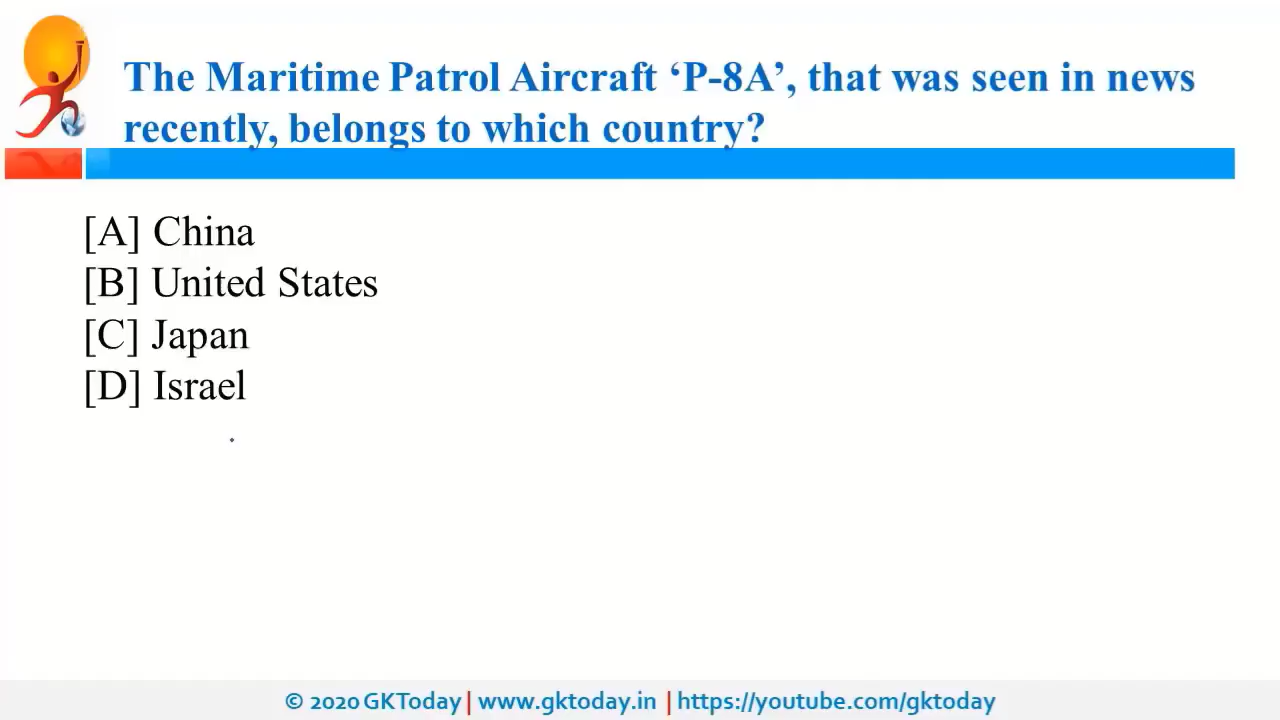 The Maritime Patrol Aircraft ‘P-8A’, that was seen in news
recently, belongs to which country?
[A] China
[B] United States
[C] Japan
[D] Israel
© 2020 GKToday | www.gktoday.in | https://youtube.com/gktoday